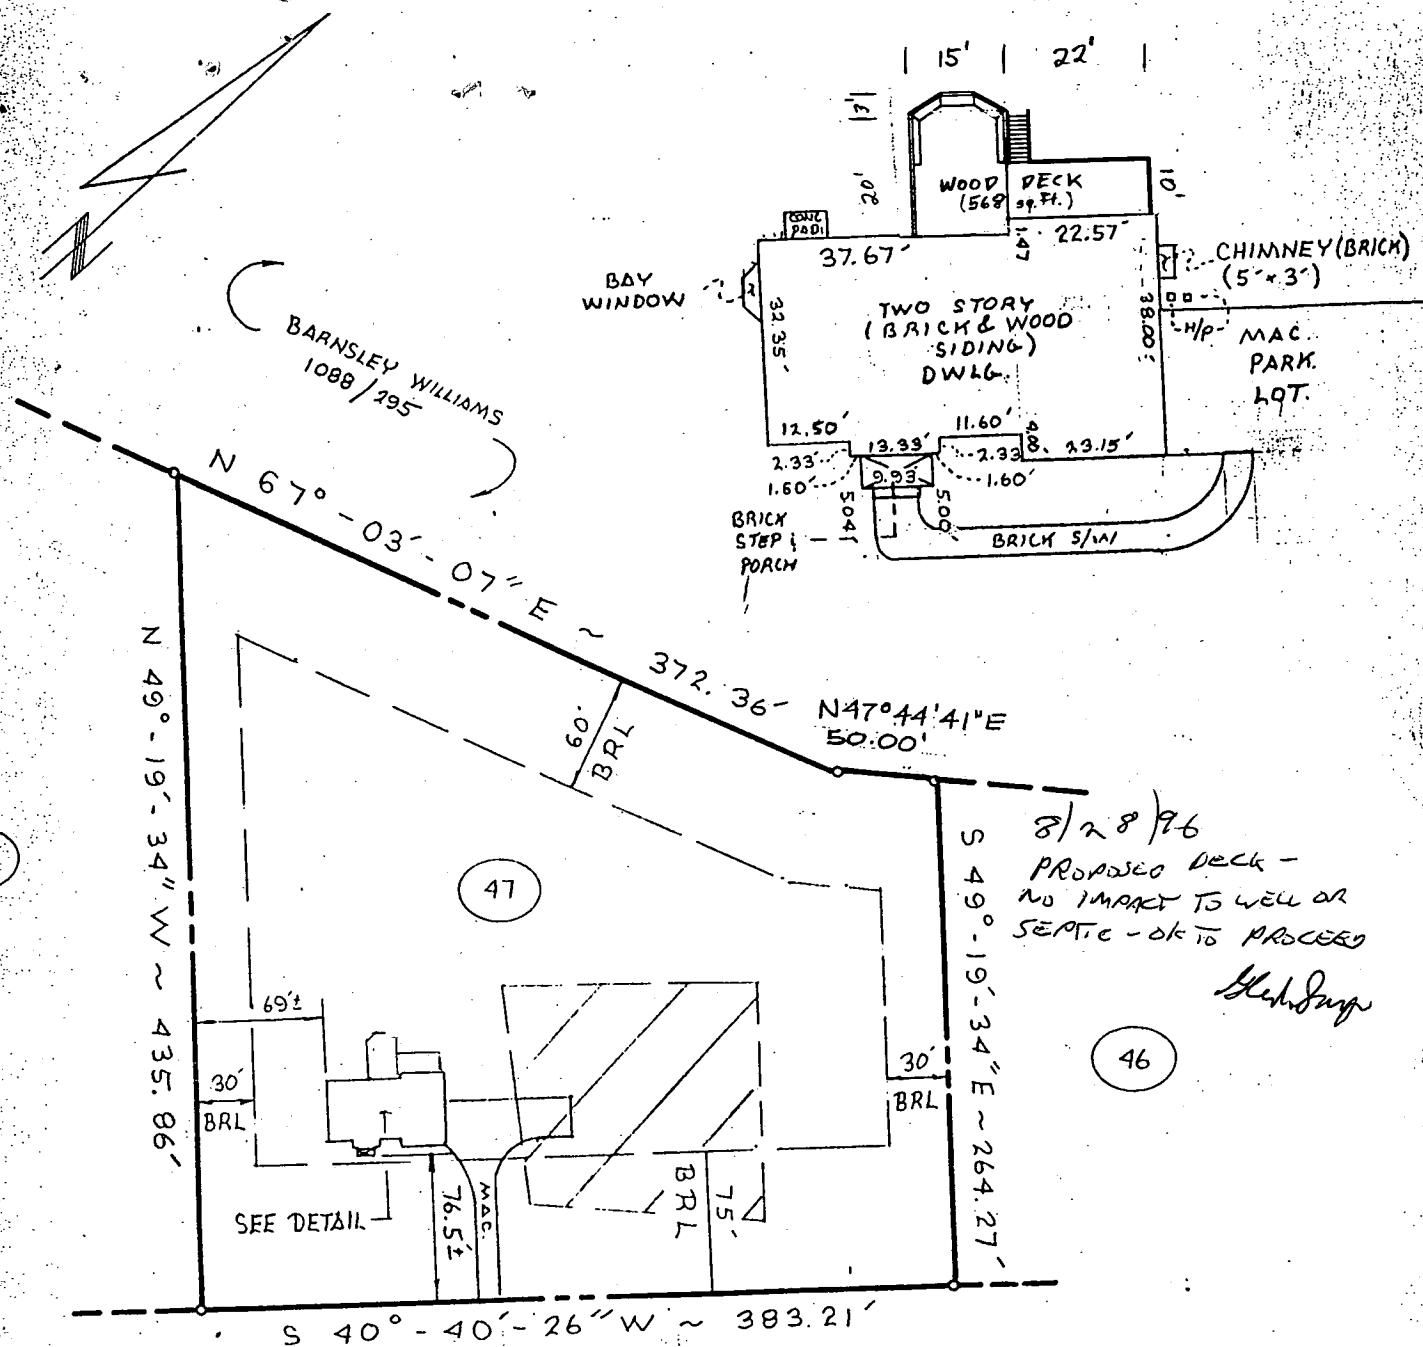 15' 22'
3'
20'
WOOD DECK
(568 sq. Ft.)
10'
CONC
PAD
37.67'
1.47
22.57'
CHIMNEY (BRICK)
(5' x 3')
BAY
WINDOW
32.35'
TWO STORY
(BRICK & WOOD
SIDING)
DWLG.
38.00'
H/P
MAC.
PARK.
LOT.
12.50'
13.33'
11.60'
4.00
23.15'
2.33'
2.33
1.60'
1.60'
9.93'
5.04'
5.00'
BRICK
STEP &
PORCH
BRICK S/W
BARNSLEY WILLIAMS
1088/295
N 67° - 03' - 07" E ~ 372.36'
N47°44'41"E
50.00'
60'
BRL
N 49° - 19' - 34" W ~ 435.86'
47
8/28/96
PROPOSED DECK -
NO IMPACT TO WELL OR
SEPTIC - OK TO PROCEED
S 49° - 19' - 34" E ~ 264.27'
46
69'±
30'
BRL
30'
BRL
SEE DETAIL
76.5'±
MAC.
BRL
75'
S 40° - 40' - 26" W ~ 383.21'